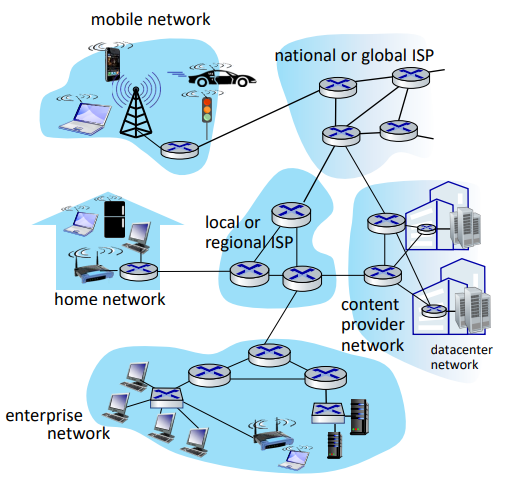 mobile network
national or global ISP
local or
regional ISP
home network
content
provider
network
datacenter
network
enterprise
network